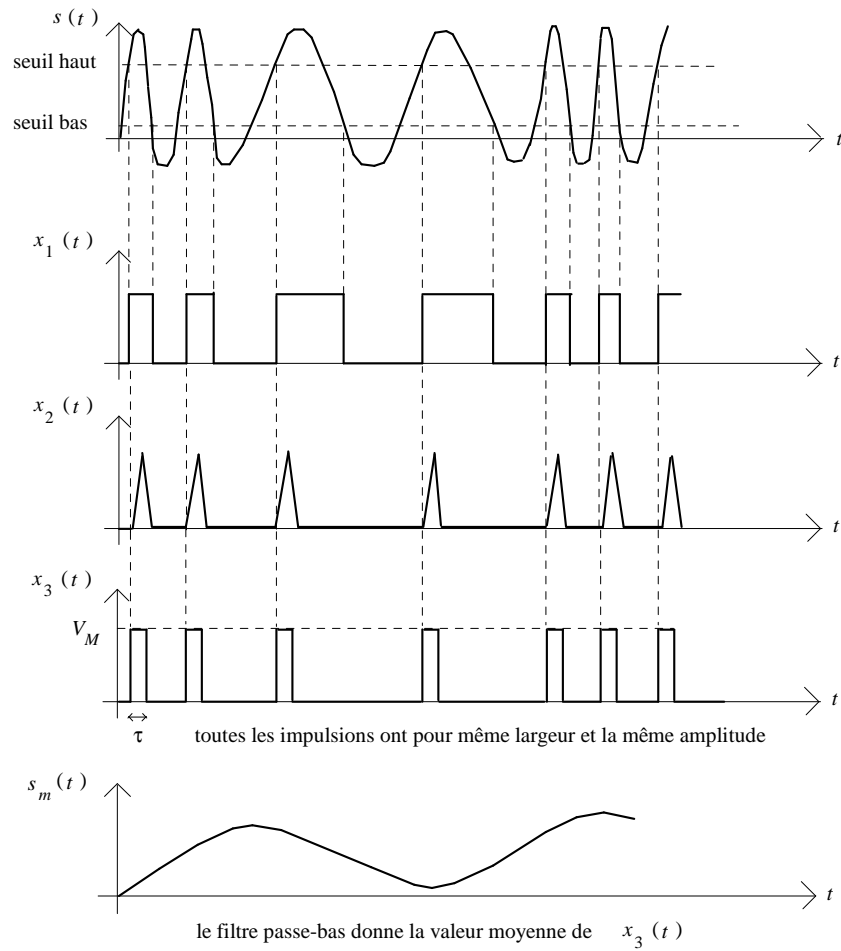 s (t)
seuil haut
seuil bas
t
x1 (t)
t
x2 (t)
t
x3 (t)
VM
t
τ toutes les impulsions ont pour même largeur et la même amplitude
sm (t)
t
le filtre passe-bas donne la valeur moyenne de x3 (t)